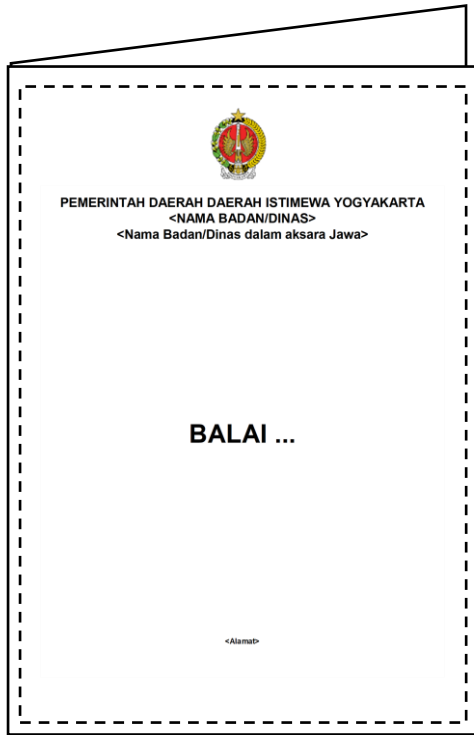 PEMERINTAH DAERAH DAERAH ISTIMEWA YOGYAKARTA
<NAMA BADAN/DINAS>
<Nama Badan/Dinas dalam aksara Jawa>
BALAI ...
<Alamat>